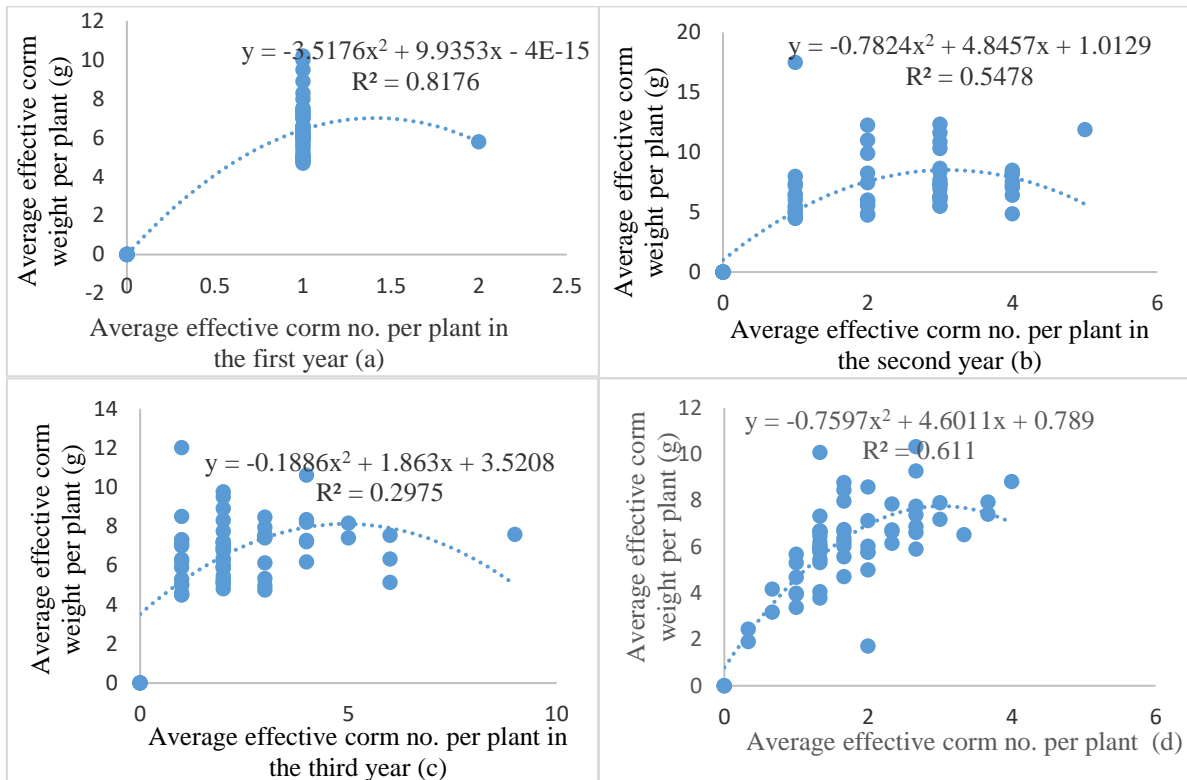 Average effective corm
weight per plant (g)
12
10
8
6
4
2
0
-2
y = -3.5176x² + 9.9353x - 4E-15
R² = 0.8176
0
0.5
1
1.5
2
2.5
Average effective corm no. per plant in
the first year (a)
Average effective corm
weight per plant (g)
20
15
10
5
0
y = -0.7824x² + 4.8457x + 1.0129
R² = 0.5478
0
2
4
6
Average effective corm no. per plant in
the second year (b)
Average effective corm
weight per plant (g)
14
12
10
8
6
4
2
0
y = -0.1886x² + 1.863x + 3.5208
R² = 0.2975
0
5
10
Average effective corm no. per plant in
the third year (c)
Average effective corm
weight per plant (g)
12
10
8
6
4
2
0
y = -0.7597x² + 4.6011x + 0.789
R² = 0.611
0
2
4
6
Average effective corm no. per plant (d)